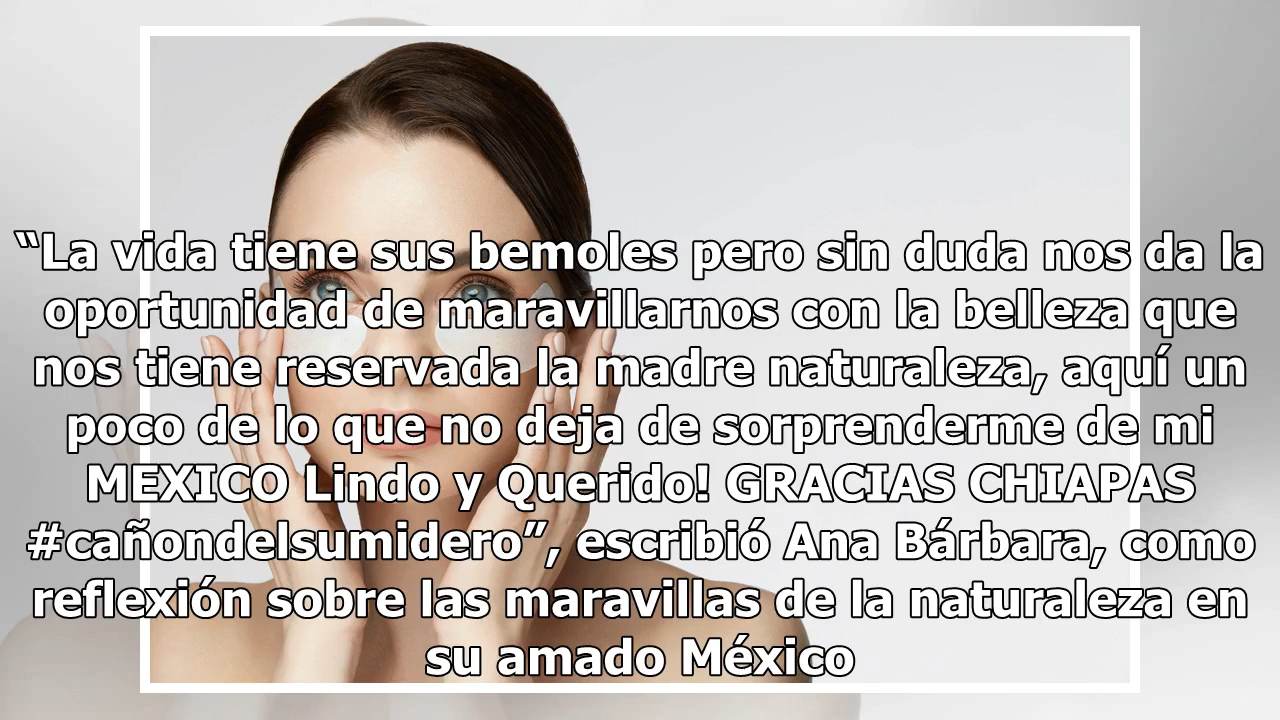 “La vida tiene sus bemoles pero sin duda nos da la
oportunidad de maravillarnos con la belleza que
nos tiene reservada la madre naturaleza, aquí un
poco de lo que no deja de sorprenderme de mi
MEXICO Lindo y Querido! GRACIAS CHIAPAS
#cañondelsumidero”, escribió Ana Bárbara, como
reflexión sobre las maravillas de la naturaleza en
su amado México